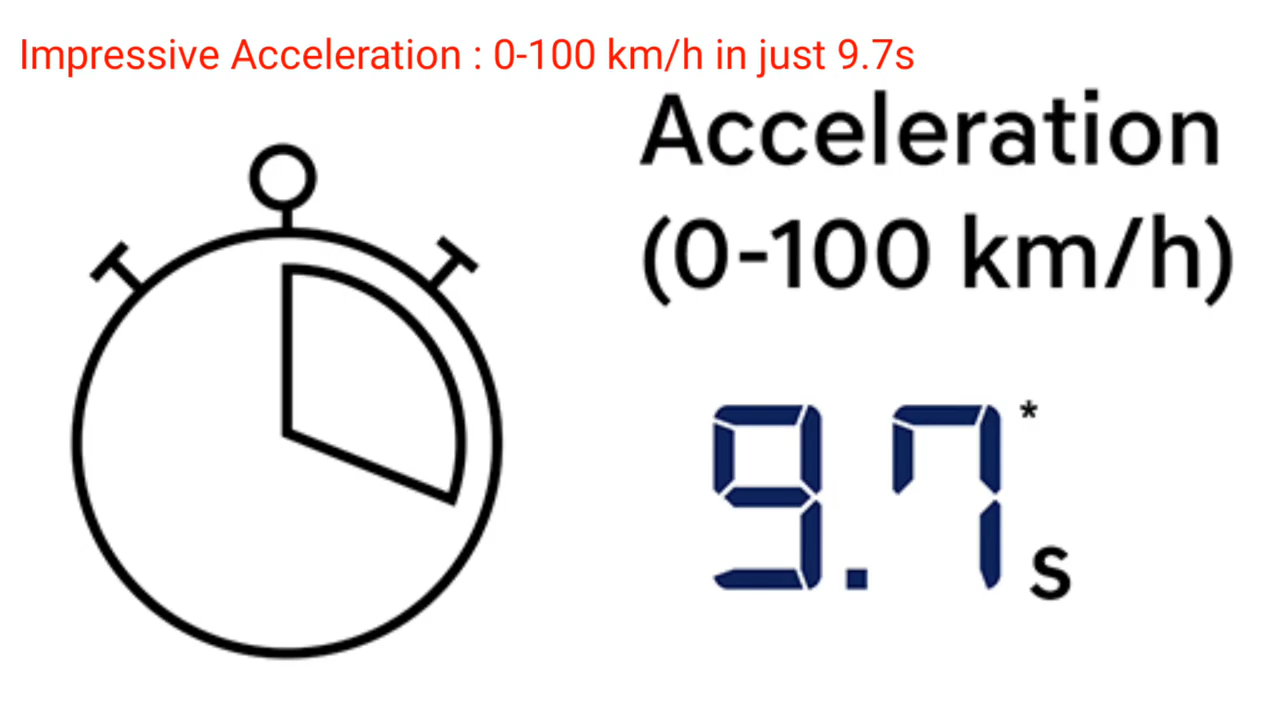 Impressive Acceleration : 0-100 km/h in just 9.7s
Acceleration
(0-100 km/h)
9.7*s